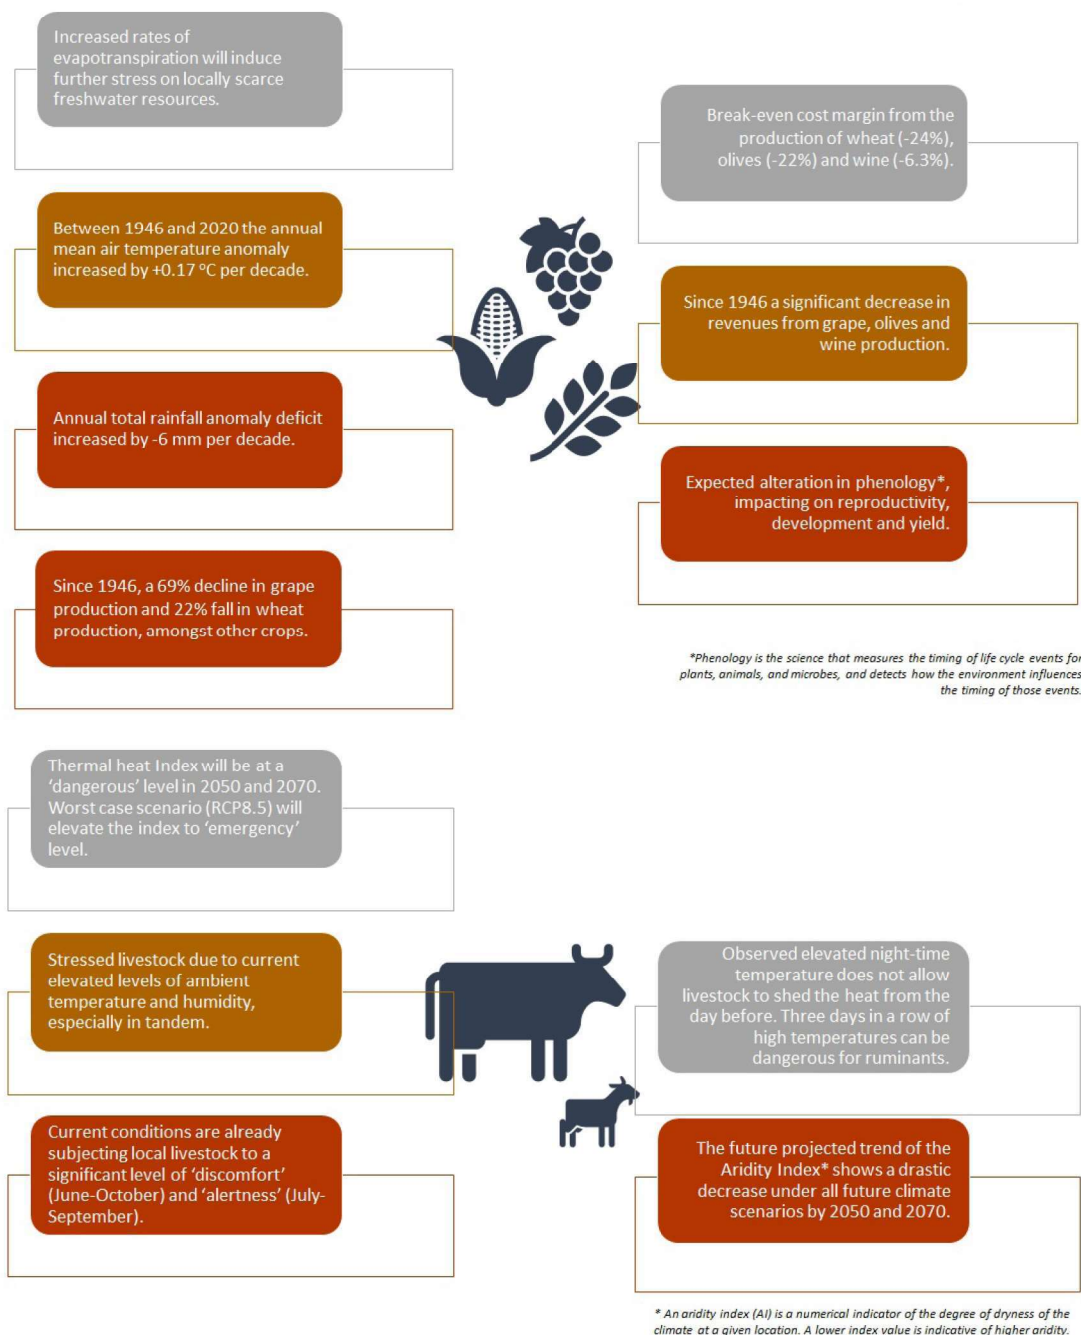 Increased rates of
evapotranspiration will induce
further stress on locally scarce
freshwater resources.
Between 1946 and 2020 the annual
mean air temperature anomaly
increased by +0.17 °C per decade.
Annual total rainfall anomaly deficit
increased by -6 mm per decade.
Since 1946, a 69% decline in grape
production and 22% fall in wheat
production, amongst other crops.
Break-even cost margin from the
production of wheat (-24%),
olives (-22%) and wine (-6.3%).
Since 1946 a significant decrease in
revenues from grape, olives and
wine production.
Expected alteration in phenology*,
impacting on reproductivity,
development and yield.
*Phenology is the science that measures the timing of life cycle events for
plants, animals, and microbes, and detects how the environment influences
the timing of those events.
Thermal heat Index will be at a
‘dangerous’ level in 2050 and 2070.
Worst case scenario (RCP8.5) will
elevate the index to ‘emergency’
level.
Stressed livestock due to current
elevated levels of ambient
temperature and humidity,
especially in tandem.
Current conditions are already
subjecting local livestock to a
significant level of ‘discomfort’
(June-October) and ‘alertness’ (July-
September).
Observed elevated night-time
temperature does not allow
livestock to shed the heat from the
day before. Three days in a row of
high temperatures can be
dangerous for ruminants.
The future projected trend of the
Aridity Index* shows a drastic
decrease under all future climate
scenarios by 2050 and 2070.
* An aridity index (AI) is a numerical indicator of the degree of dryness of the
climate at a given location. A lower index value is indicative of higher aridity.